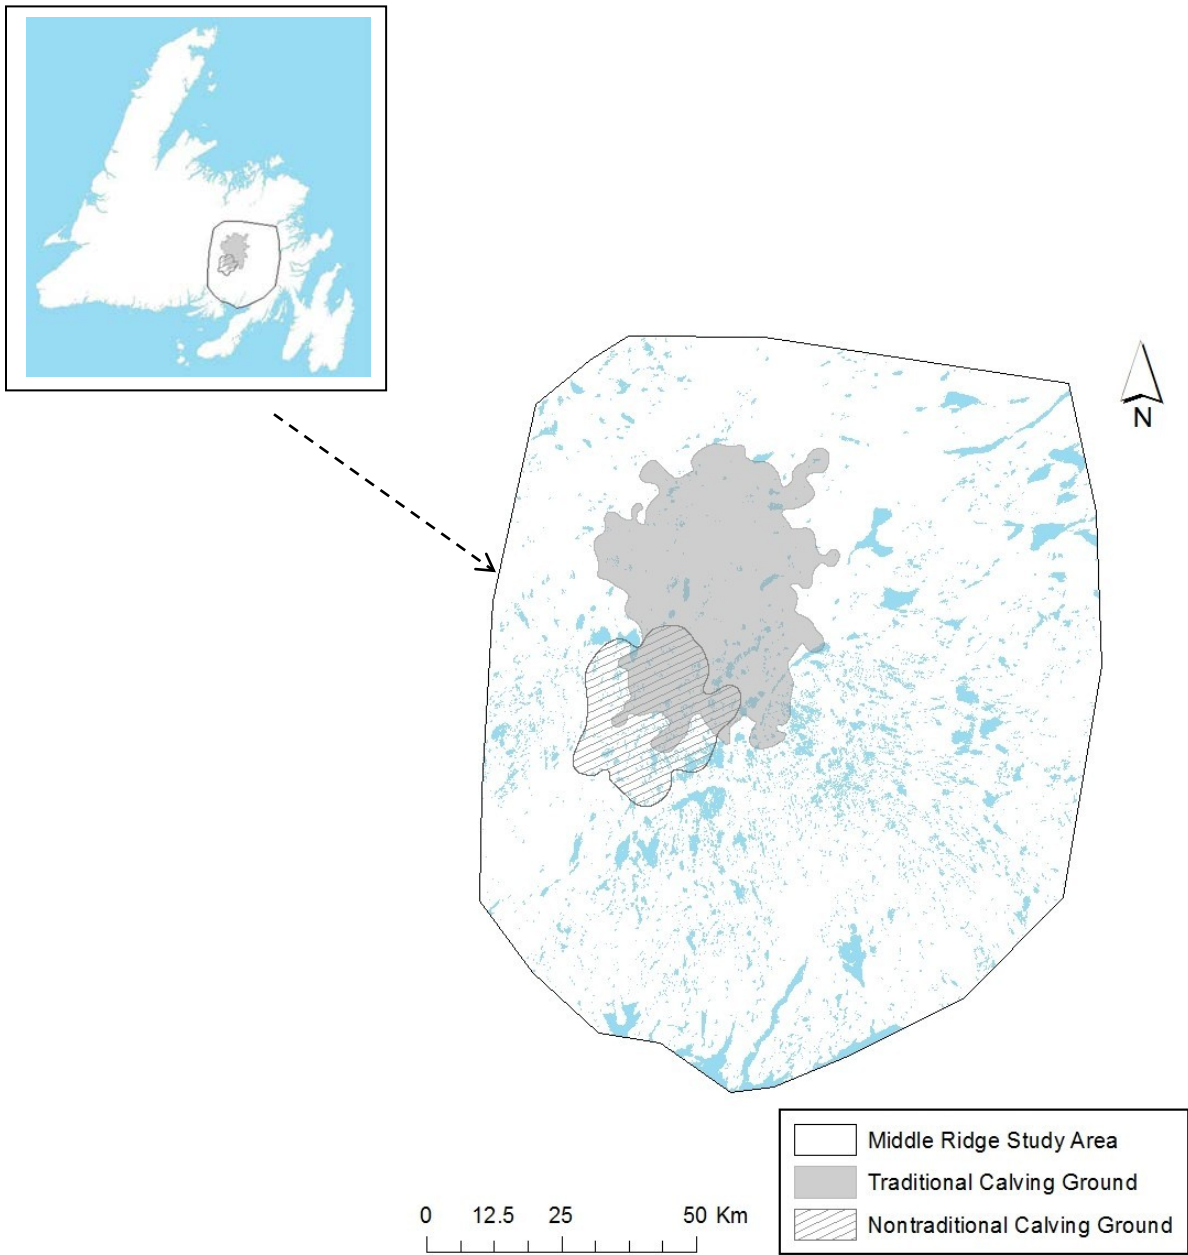 N
Middle Ridge Study Area
Traditional Calving Ground
Nontraditional Calving Ground
0 12.5 25 50 Km